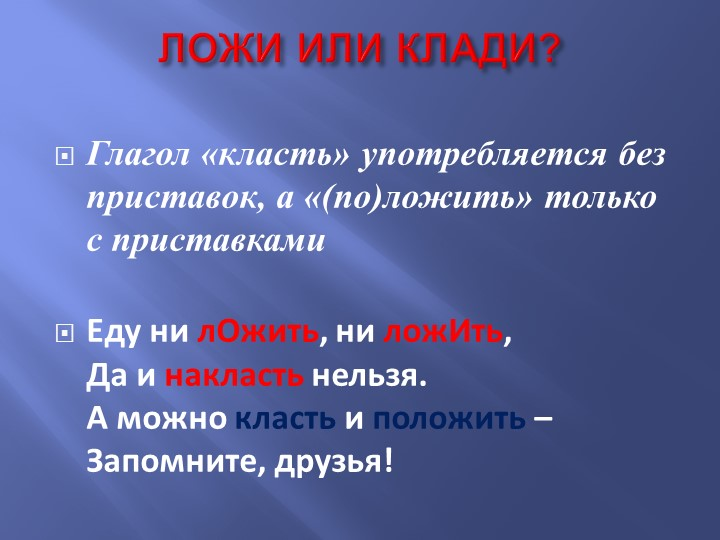 ЛОЖИ ИЛИ КЛАДИ?
Глагол «класть» употребляется без
приставок, а «(по)ложить» только
с приставками
Еду ни лОжить, ни ложИть,
Да и накласть нельзя.
А можно класть и положить –
Запомните, друзья!